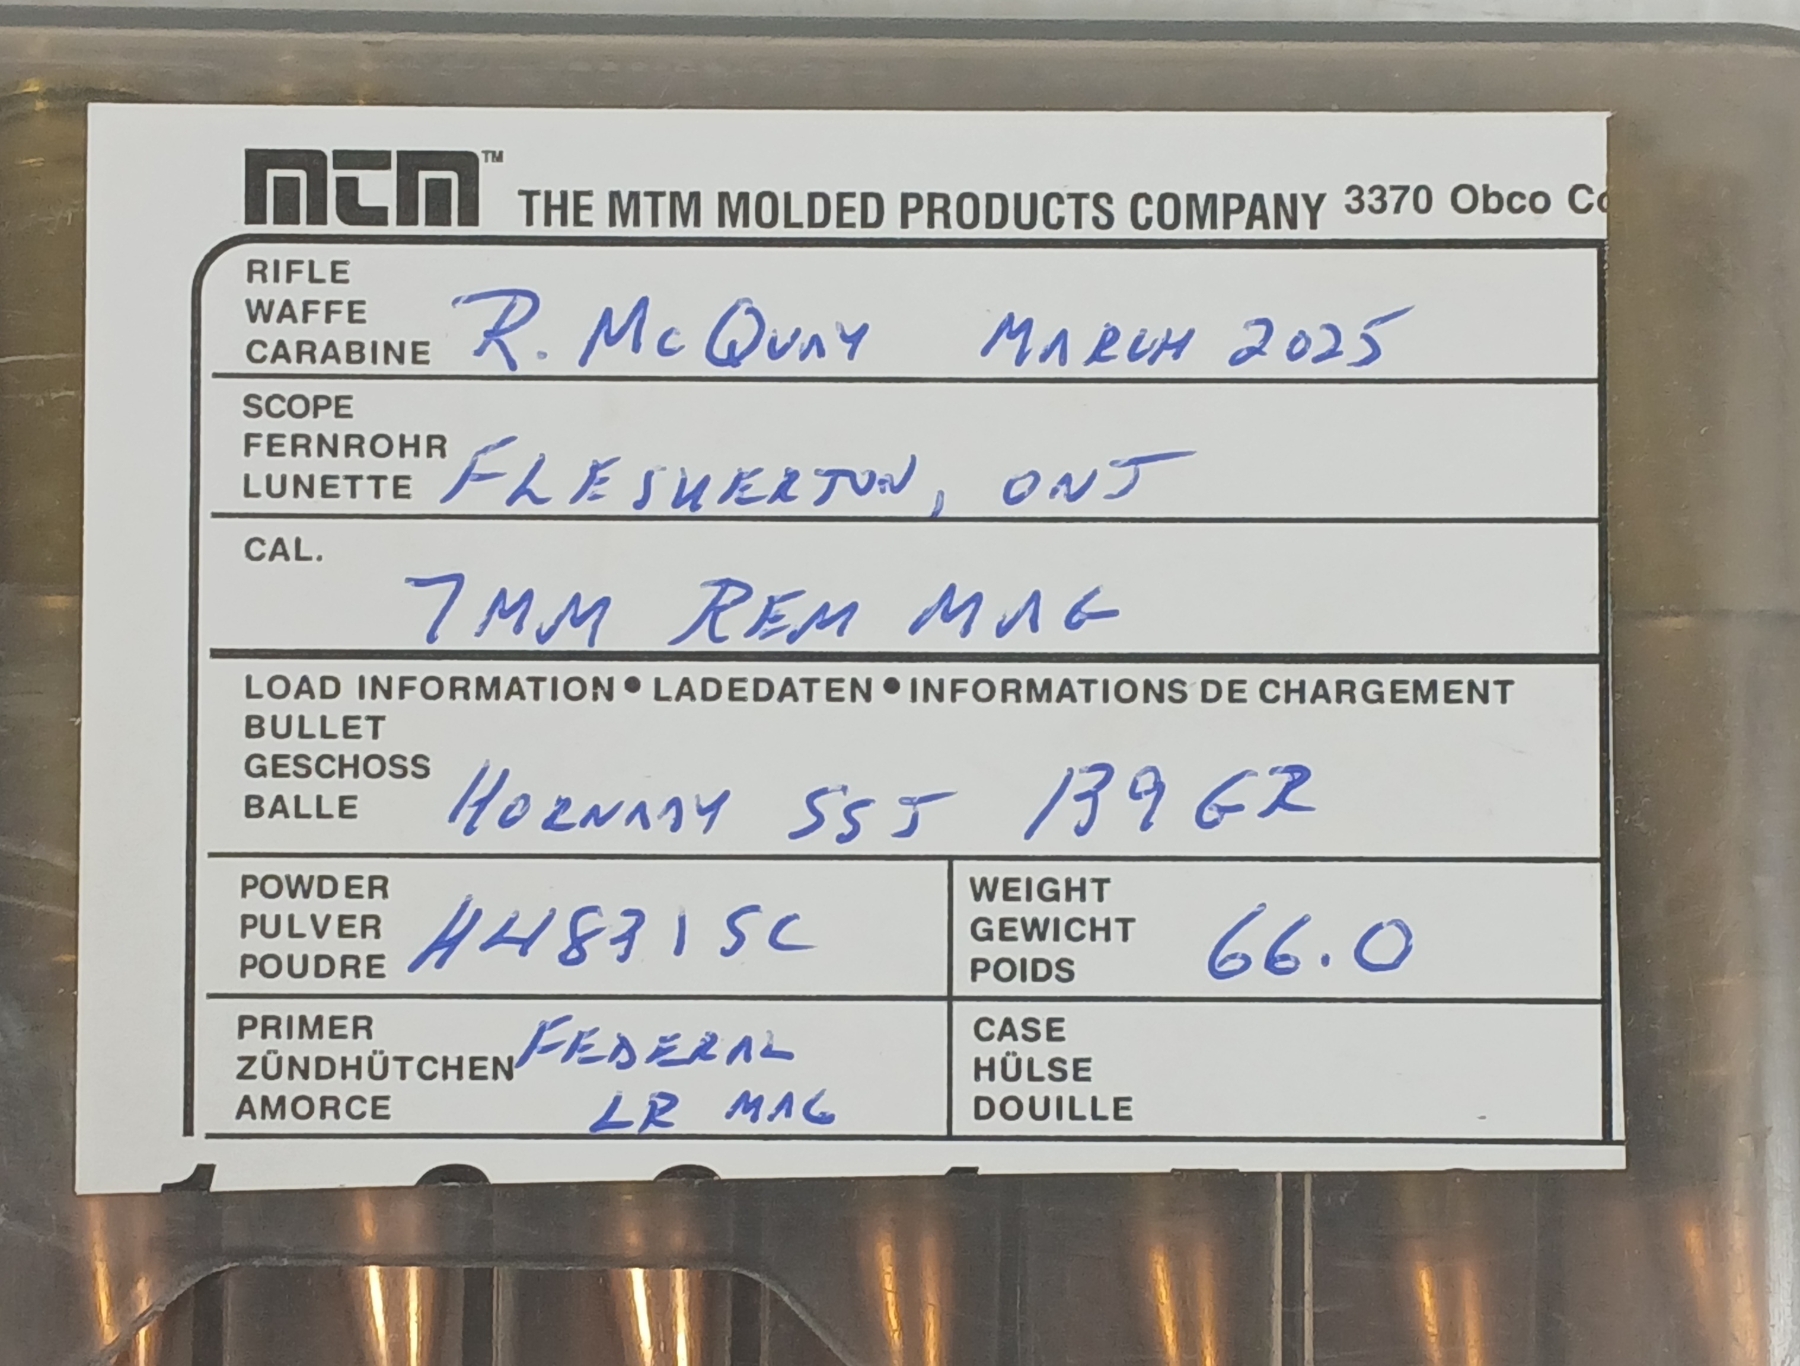 mtm™ THE MTM MOLDED PRODUCTS COMPANY 3370 Obco
RIFLE
WAFFE
CARABINE R. McQUAY MARCH 2025
SCOPE
FERNROHR
LUNETTE FLESHERTON, ONT
CAL.
7MM REM MAG
LOAD INFORMATION • LADEDATEN • INFORMATIONS DE CHARGEMENT
BULLET
GESCHOSS
BALLE HORNADY SST 139 GR
POWDER
PULVER H4831SC
POUDRE
WEIGHT
GEWICHT 66.0
POIDS
PRIMER
ZÜNDHÜTCHEN FEDERAL
AMORCE LR MAG
CASE
HÜLSE
DOUILLE